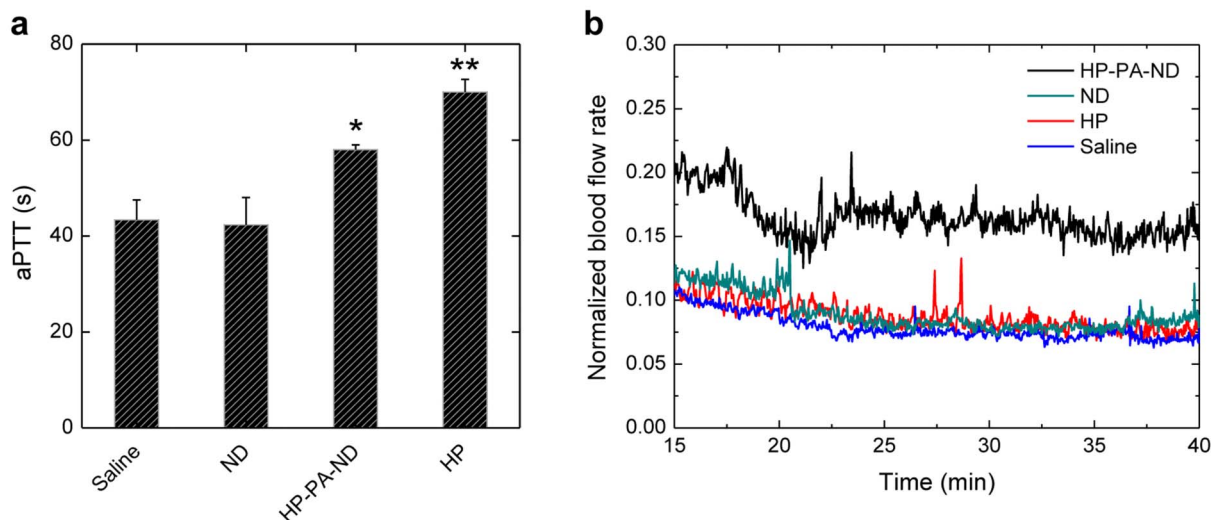 a
80
60
40
20
0
aPTT (s)
*
**
Saline
ND
HP-PA-ND
HP
b
0.30
0.25
0.20
0.15
0.10
0.05
0.00
Normalized blood flow rate
HP-PA-ND
ND
HP
Saline
15
20
25
30
35
40
Time (min)